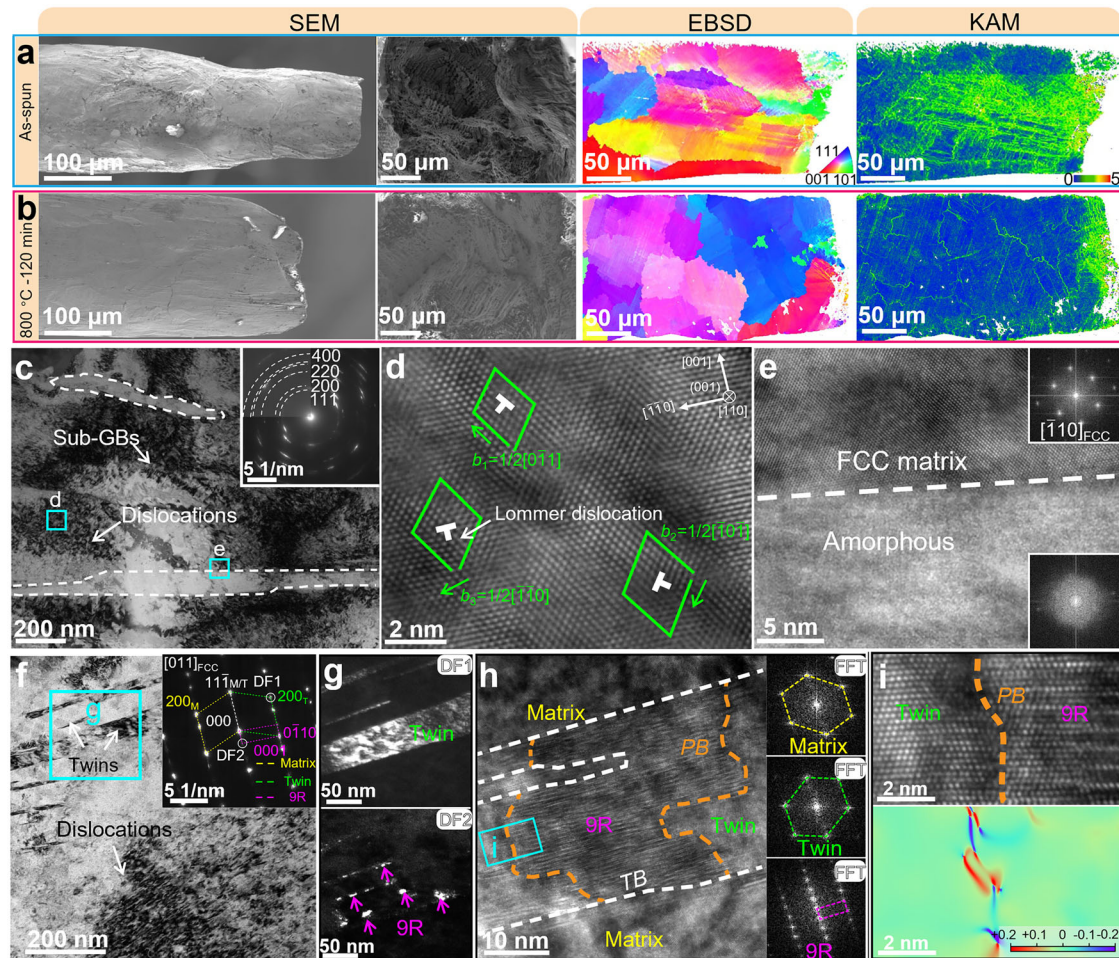 SEM
EBSD
KAM
a
As-spun
100 μm
50 μm
50 μm
111
001 101
50 μm
0 5
b
800 °C -120 min
100 μm
50 μm
50 μm
50 μm
c
400
220
200
111
Sub-GBs
5 1/nm
d
Dislocations
e
200 nm
d
[001]
(001)
[1̄1̄0]
[1̄10]
b₁=1/2[01̄1]
Lommer dislocation
b₂=1/2[1̄01̄]
b₃=1/2[1̄1̄0]
2 nm
e
[1̄10]FCC
FCC matrix
Amorphous
5 nm
f
[011]FCC
g
111̄M/T
DF1
200M
200T
000
01̄10
DF2
000
Matrix
Twin
9R
5 1/nm
Twins
Dislocations
200 nm
g
DF1
Twin
50 nm
DF2
9R
50 nm
h
Matrix
PB
9R
Twin
i
TB
10 nm
Matrix
FFT
Matrix
FFT
Twin
FFT
9R
i
PB
Twin
9R
2 nm
+0.2 +0.1 0 -0.1-0.2
2 nm